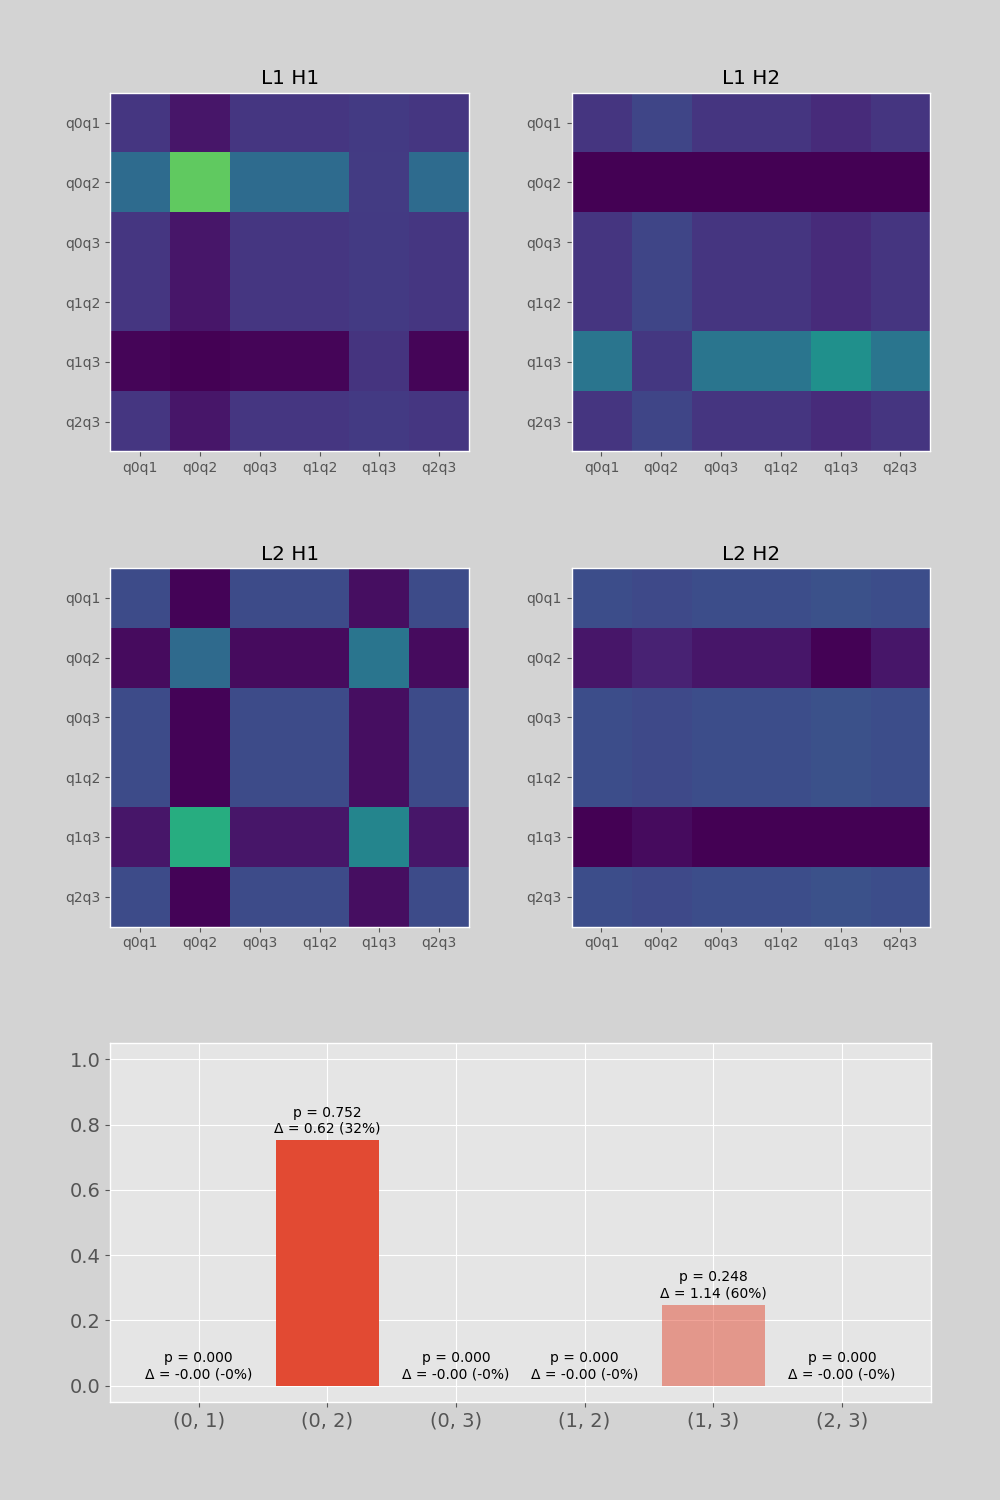 L1 H1
L1 H2
q0q1
q0q2
q0q3
q1q2
q1q3
q2q3
q0q1 q0q2 q0q3 q1q2 q1q3 q2q3
q0q1
q0q2
q0q3
q1q2
q1q3
q2q3
q0q1 q0q2 q0q3 q1q2 q1q3 q2q3
L2 H1
L2 H2
q0q1
q0q2
q0q3
q1q2
q1q3
q2q3
q0q1 q0q2 q0q3 q1q2 q1q3 q2q3
q0q1
q0q2
q0q3
q1q2
q1q3
q2q3
q0q1 q0q2 q0q3 q1q2 q1q3 q2q3
1.0
0.8
0.6
0.4
0.2
0.0
p = 0.000
Δ = -0.00 (-0%)
p = 0.752
Δ = 0.62 (32%)
p = 0.000
Δ = -0.00 (-0%)
p = 0.000
Δ = -0.00 (-0%)
p = 0.248
Δ = 1.14 (60%)
p = 0.000
Δ = -0.00 (-0%)
(0, 1) (0, 2) (0, 3) (1, 2) (1, 3) (2, 3)